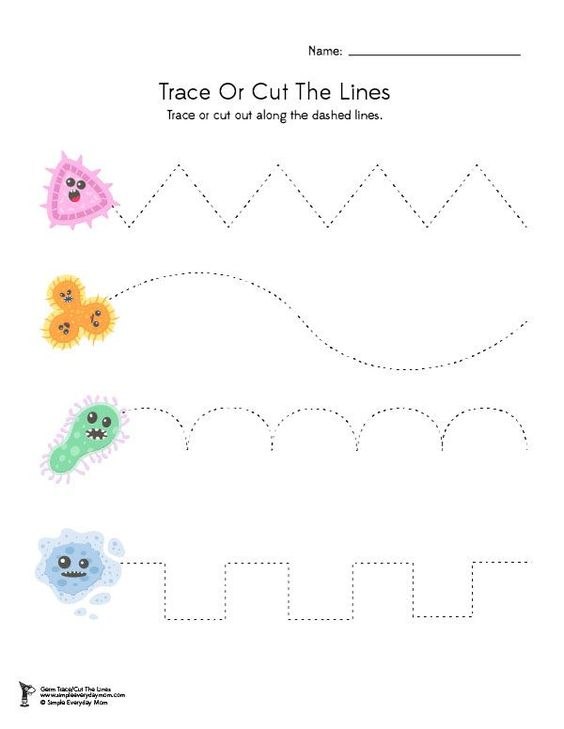 Name:
Trace Or Cut The Lines
Trace or cut out along the dashed lines.
Germ Trace/Cut The Lines
www.simpleeverydaymom.com
© Simple Everyday Mom